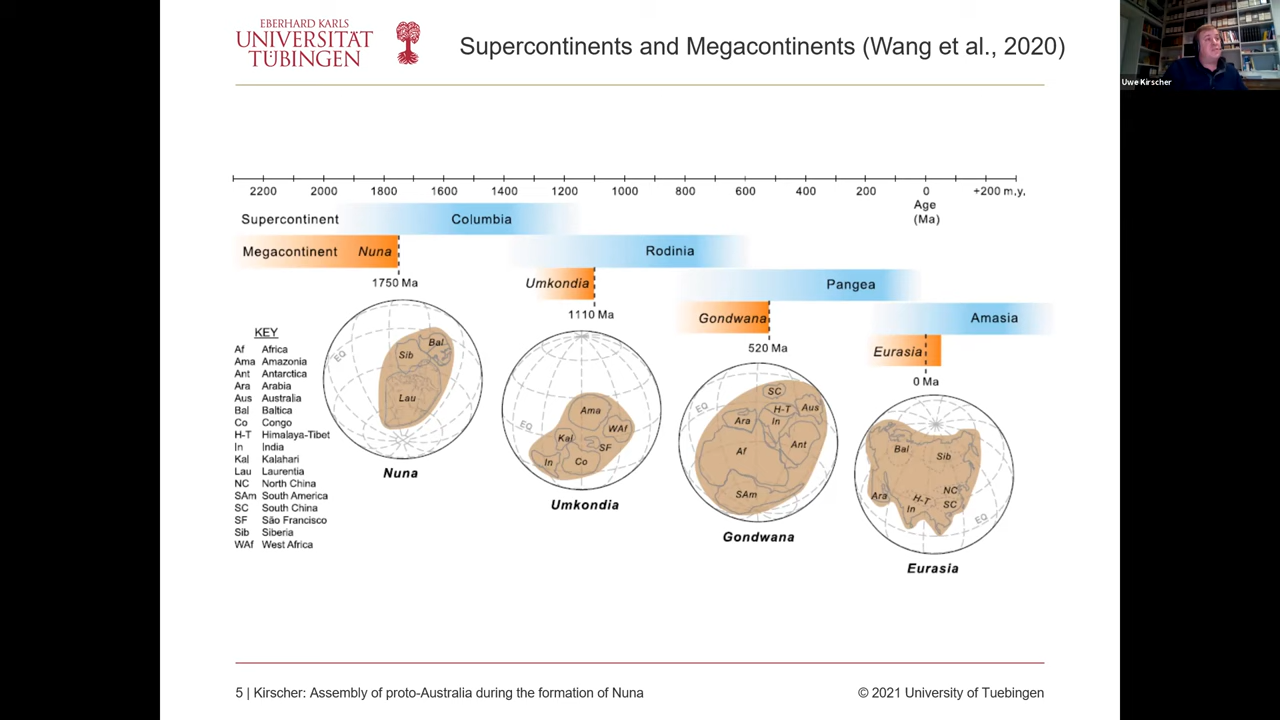 EBERHARD KARLS
UNIVERSITÄT
TÜBINGEN
Supercontinents and Megacontinents (Wang et al., 2020)
Uwe Kirscher
2200 2000 1800 1600 1400 1200 1000 800 600 400 200 0 +200 m,y,
Age
(Ma)
Supercontinent Columbia
Megacontinent Nuna
Rodinia
1750 Ma
Umkondia
Pangea
1110 Ma
Gondwana
Amasia
520 Ma
Eurasia
0 Ma
KEY
Af Africa
Ama Amazonia
Ant Antarctica
Ara Arabia
Aus Australia
Bal Baltica
Co Congo
H-T Himalaya-Tibet
In India
Kal Kalahari
Lau Laurentia
NC North China
SAm South America
SC South China
SF São Francisco
Sib Siberia
WAf West Africa
EQ
Bal
Sib
Lau
Nuna
EQ
Ama
WAf
Kal
SF
In
Co
Umkondia
EQ
SC
H-T
Aus
Ara
In
Af
Ant
SAm
Gondwana
Bal
Sib
Ara
H-T
NC
In
SC
EQ
Eurasia
5 | Kirscher: Assembly of proto-Australia during the formation of Nuna
© 2021 University of Tuebingen